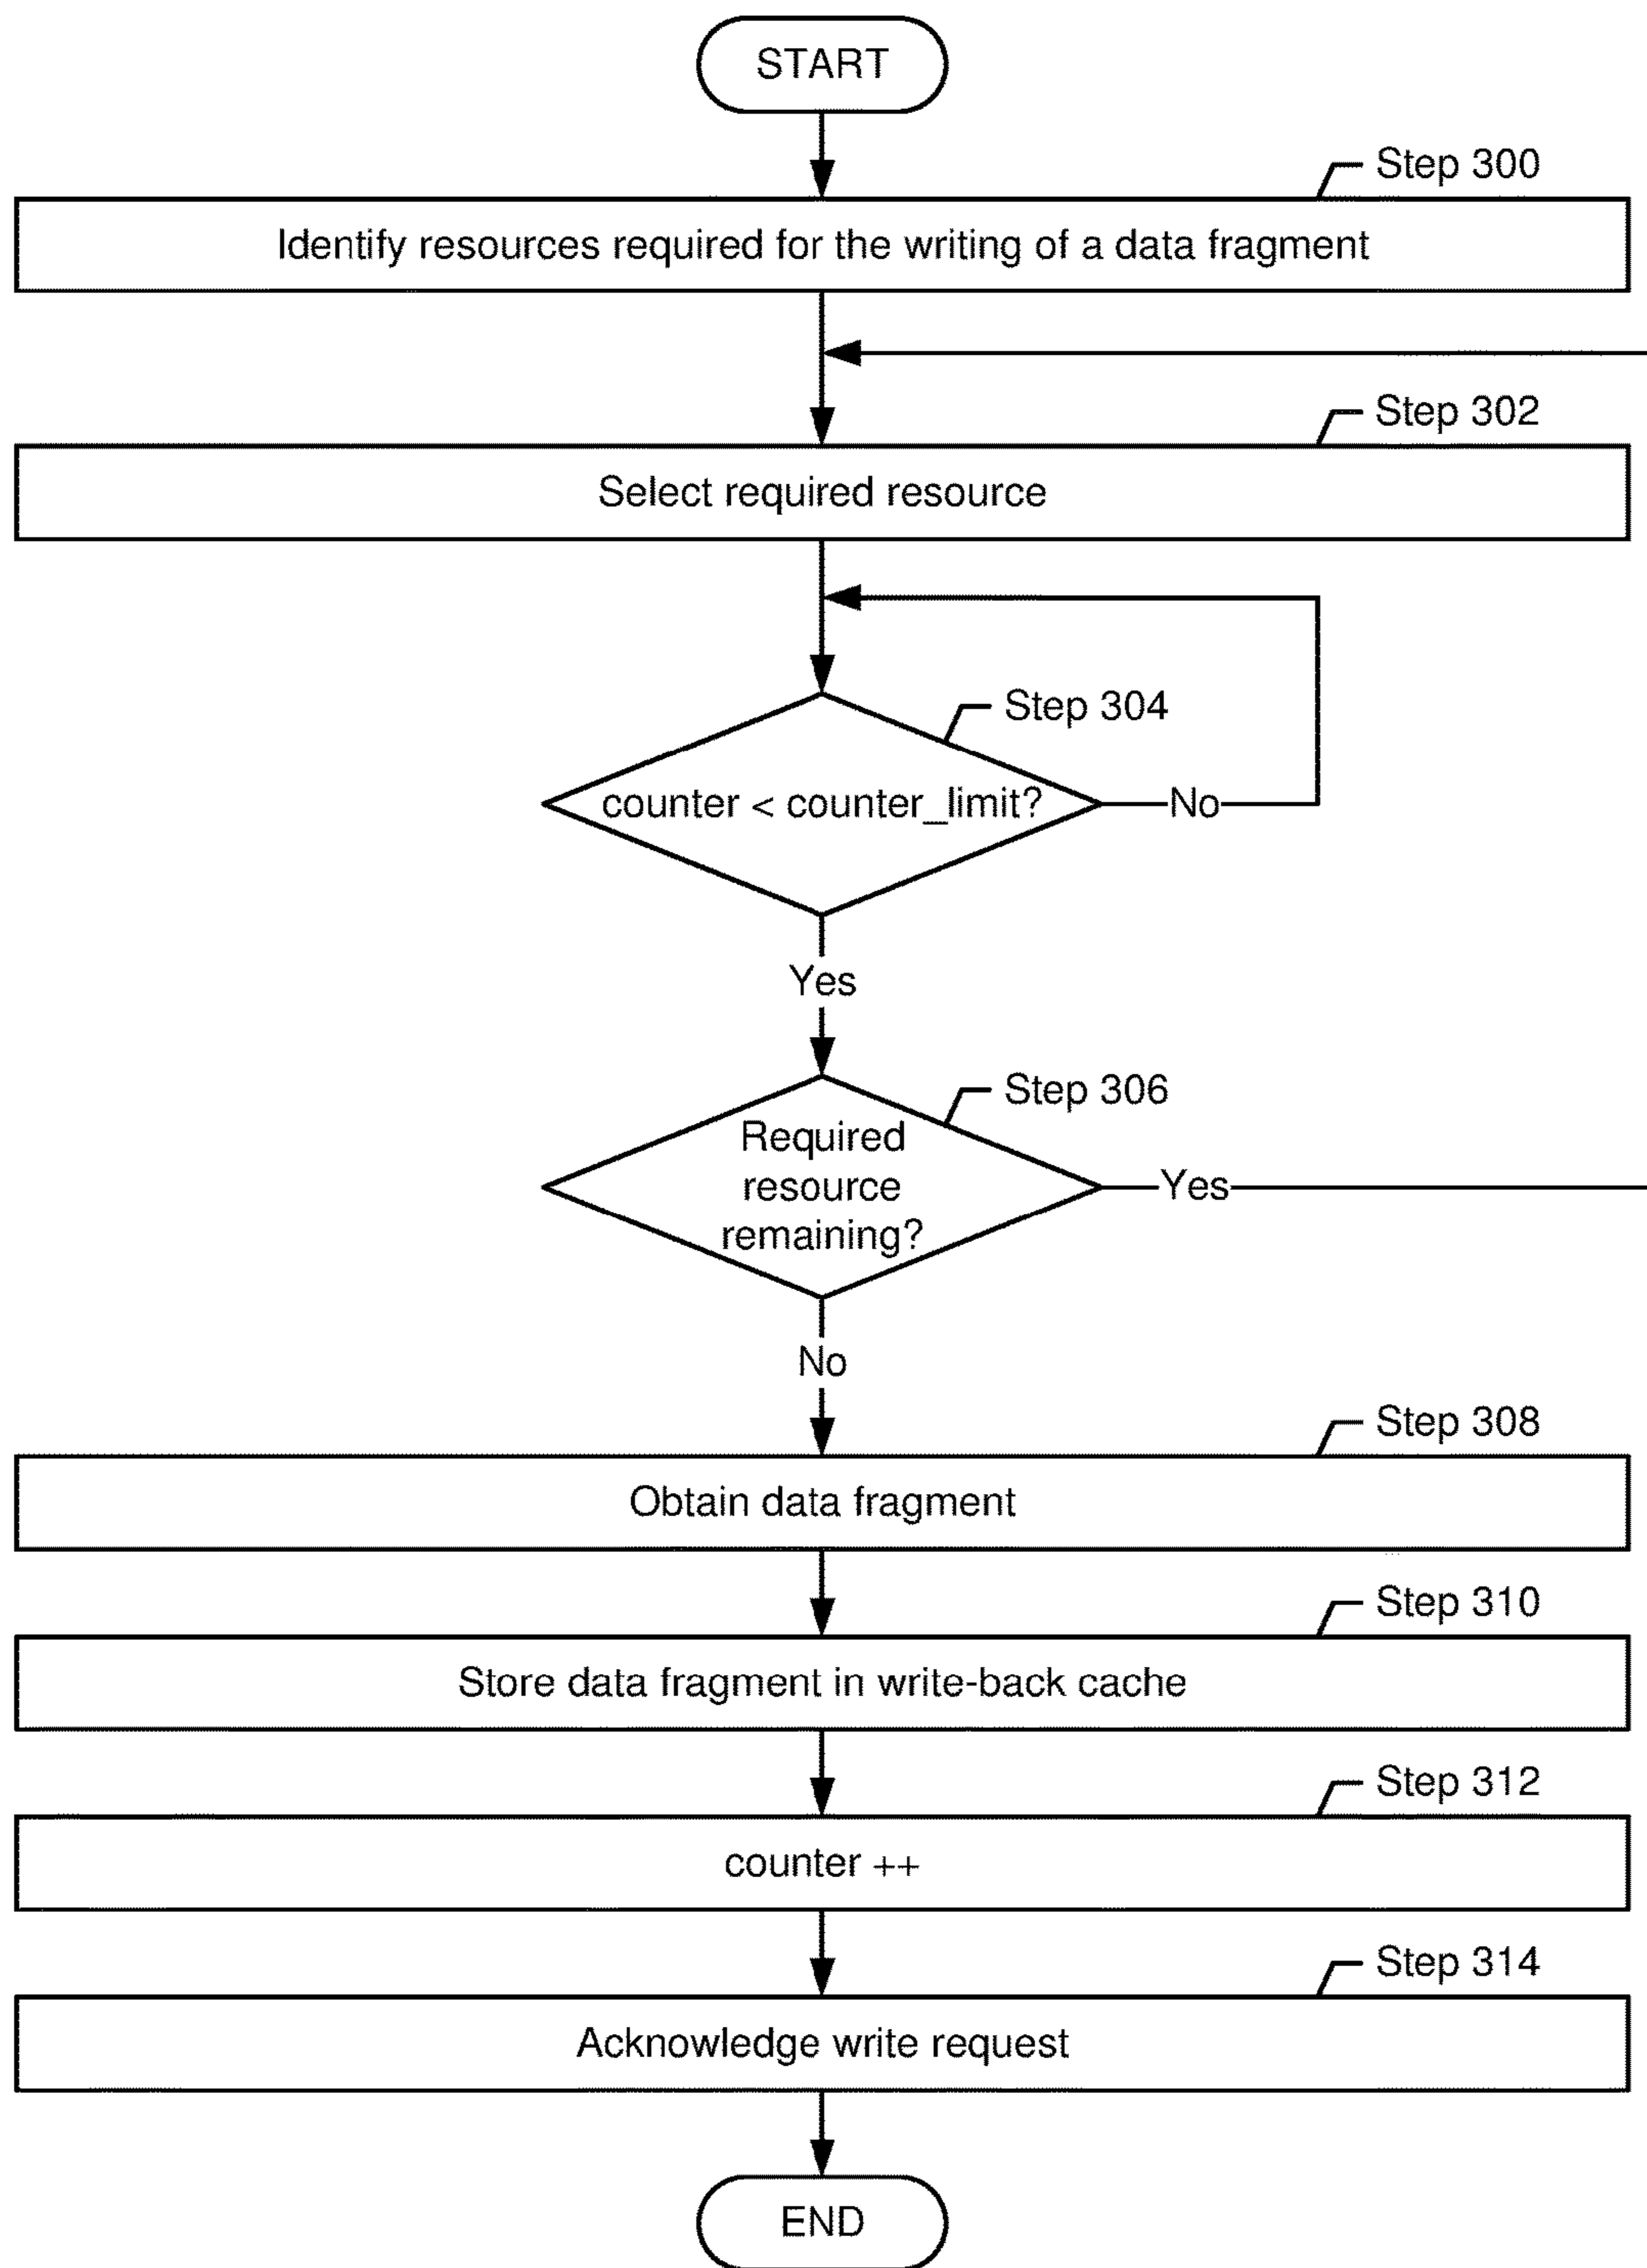 START
Step 300
Identify resources required for the writing of a data fragment
Step 302
Select required resource
Step 304
counter < counter_limit?
No
Yes
Step 306
Required
resource
remaining?
Yes
No
Step 308
Obtain data fragment
Step 310
Store data fragment in write-back cache
Step 312
counter ++
Step 314
Acknowledge write request
END